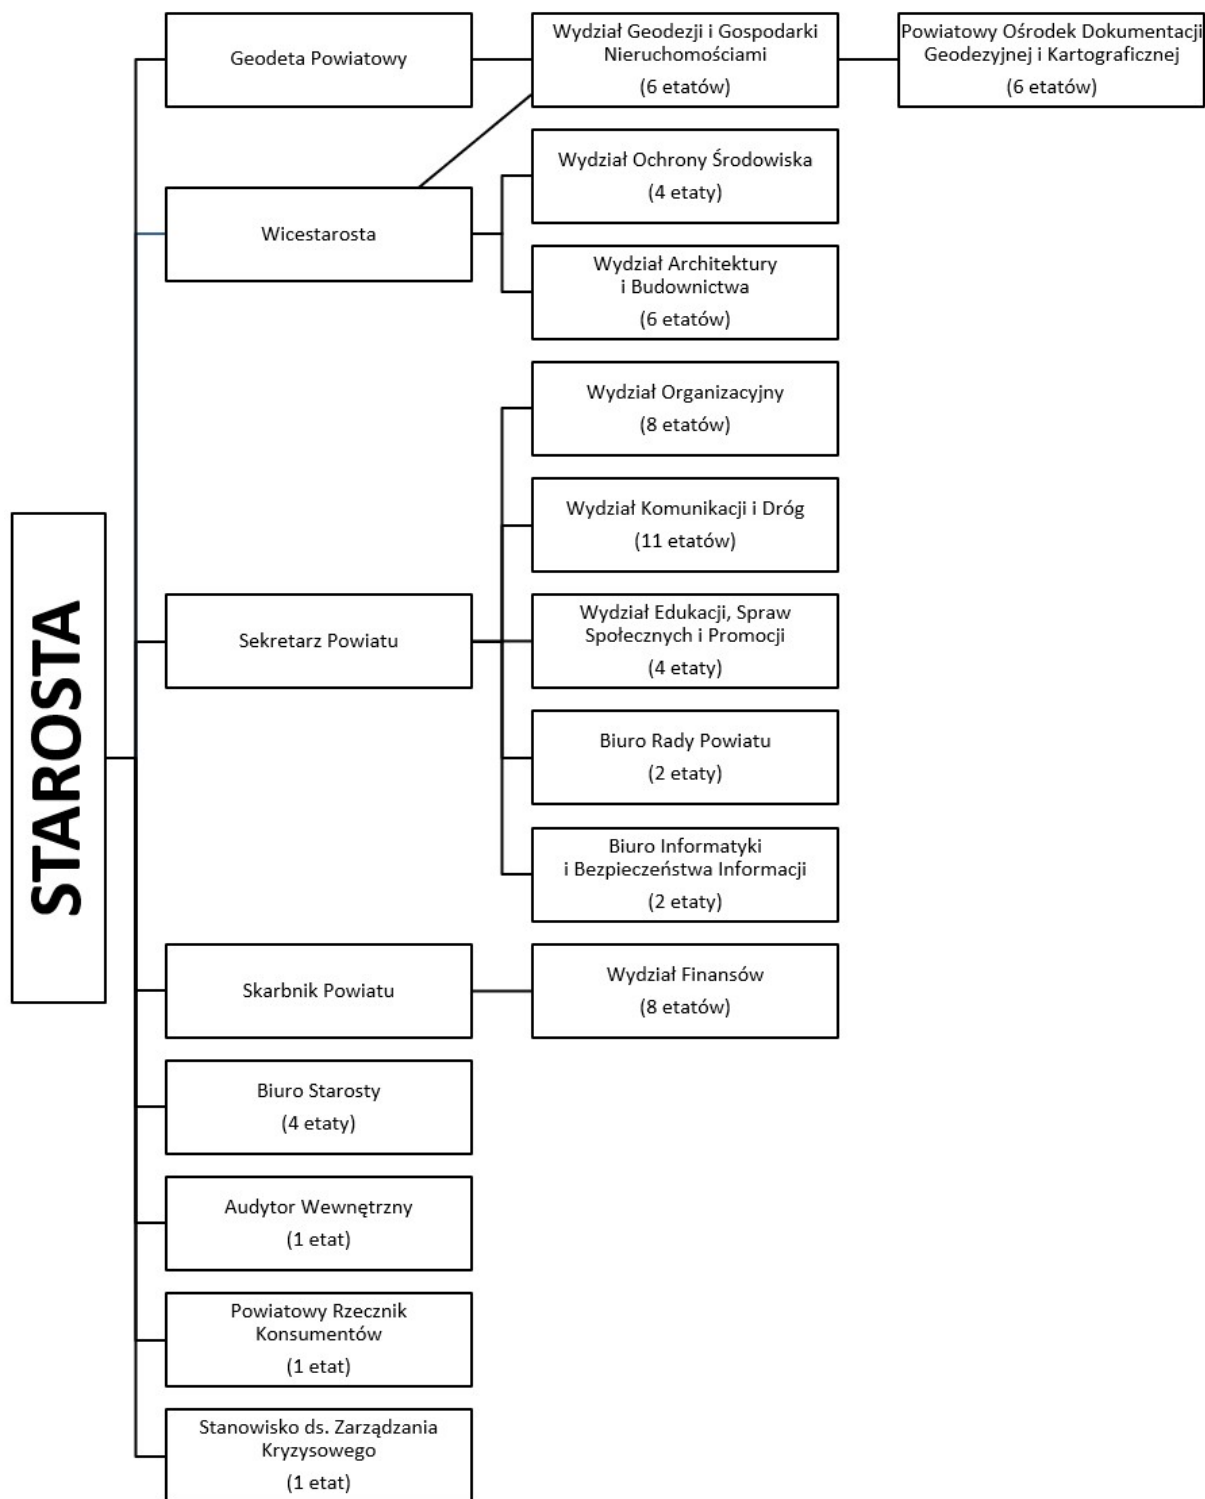 Geodeta Powiatowy
Wydział Geodezji i Gospodarki
Nieruchomościami
(6 etatów)
Powiatowy Ośrodek Dokumentacji
Geodezyjnej i Kartograficznej
(6 etatów)
Wicestarosta
Wydział Ochrony Środowiska
(4 etaty)
Wydział Architektury
i Budownictwa
(6 etatów)
STAROSTA
Sekretarz Powiatu
Wydział Organizacyjny
(8 etatów)
Wydział Komunikacji i Dróg
(11 etatów)
Wydział Edukacji, Spraw
Społecznych i Promocji
(4 etaty)
Biuro Rady Powiatu
(2 etaty)
Biuro Informatyki
i Bezpieczeństwa Informacji
(2 etaty)
Skarbnik Powiatu
Wydział Finansów
(8 etatów)
Biuro Starosty
(4 etaty)
Audytor Wewnętrzny
(1 etat)
Powiatowy Rzecznik
Konsumentów
(1 etat)
Stanowisko ds. Zarządzania
Kryzysowego
(1 etat)